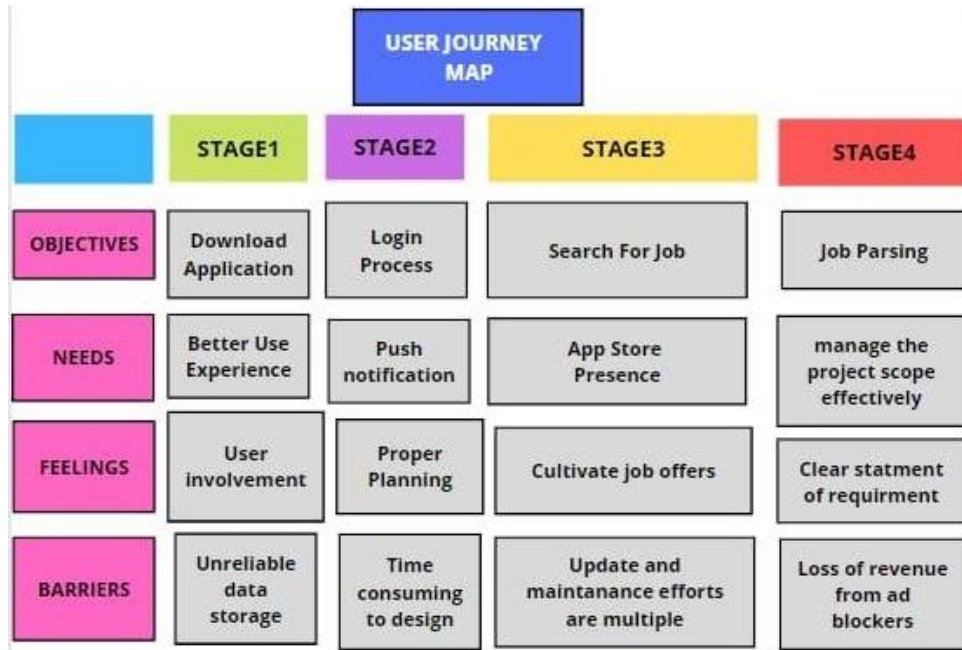 USER JOURNEY
MAP
STAGE1
STAGE2
STAGE3
STAGE4
OBJECTIVES
Download
Application
Login
Process
Search For Job
Job Parsing
NEEDS
Better Use
Experience
Push
notification
App Store
Presence
manage the
project scope
effectively
FEELINGS
User
involvement
Proper
Planning
Cultivate job offers
Clear statment
of requirment
BARRIERS
Unreliable
data
storage
Time
consuming
to design
Update and
maintanance efforts
are multiple
Loss of revenue
from ad
blockers